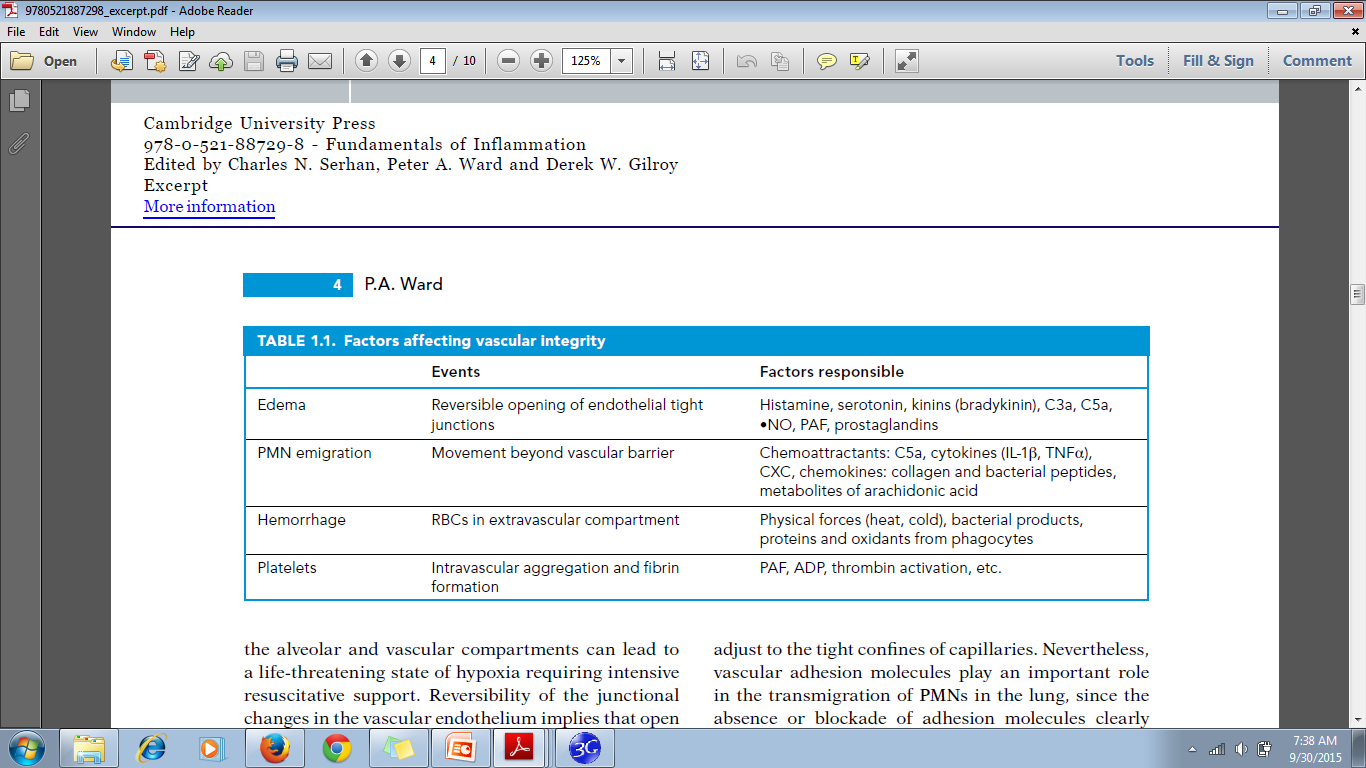 9780521887298_excerpt.pdf - Adobe Reader
File Edit View Window Help
Open 4 / 10 125% Tools Fill & Sign Comment
Cambridge University Press
978-0-521-88729-8 - Fundamentals of Inflammation
Edited by Charles N. Serhan, Peter A. Ward and Derek W. Gilroy
Excerpt
More information
4 P.A. Ward
TABLE 1.1. Factors affecting vascular integrity
Events Factors responsible
Edema Reversible opening of endothelial tight Histamine, serotonin, kinins (bradykinin), C3a, C5a,
junctions •NO, PAF, prostaglandins
PMN emigration Movement beyond vascular barrier Chemoattractants: C5a, cytokines (IL-1β, TNFα),
CXC, chemokines: collagen and bacterial peptides,
metabolites of arachidonic acid
Hemorrhage RBCs in extravascular compartment Physical forces (heat, cold), bacterial products,
proteins and oxidants from phagocytes
Platelets Intravascular aggregation and fibrin PAF, ADP, thrombin activation, etc.
formation
the alveolar and vascular compartments can lead to
a life-threatening state of hypoxia requiring intensive
resuscitative support. Reversibility of the junctional
changes in the vascular endothelium implies that open
adjust to the tight confines of capillaries. Nevertheless,
vascular adhesion molecules play an important role
in the transmigration of PMNs in the lung, since the
absence or blockade of adhesion molecules clearly
3G
7:38 AM
9/30/2015